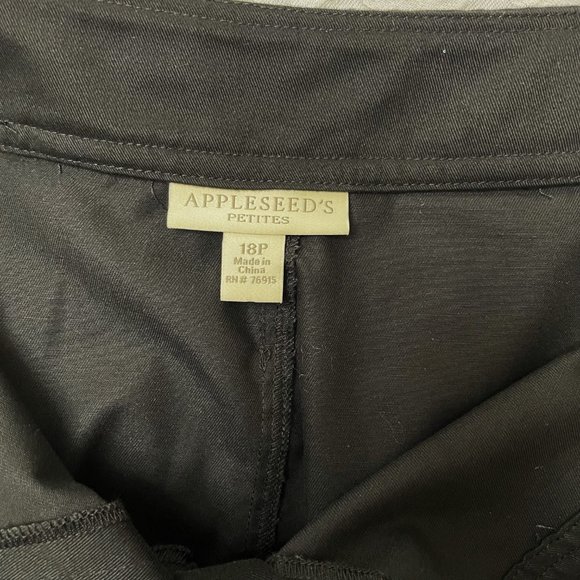 APPLESEED'S
PETITES
18P
Made in
China
RN# 76915